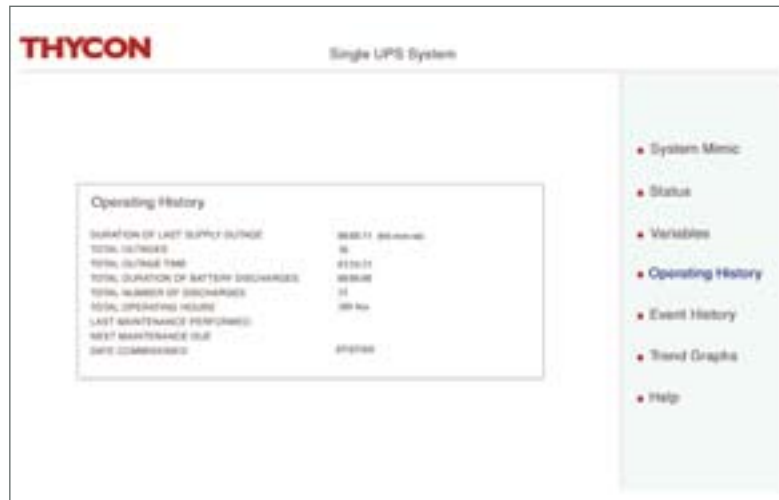 THYCON
Single UPS System
System Mimic
Status
Variables
Operating History
Event History
Trend Graphs
Help
Operating History
DURATION OF LAST SUPPLY OUTAGE
TOTAL OUTAGES
TOTAL OUTAGE TIME
TOTAL DURATION OF BATTERY DISCHARGES
TOTAL NUMBER OF DISCHARGES
TOTAL OPERATING HOURS
LAST MAINTENANCE PERFORMED
NEXT MAINTENANCE DUE
DATE COMMISSIONED